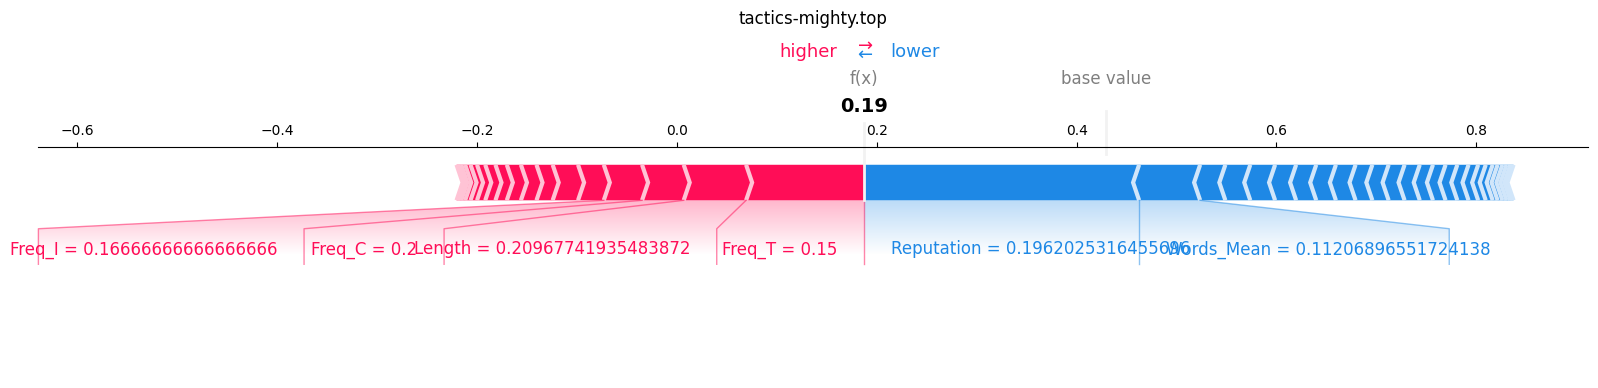 tactics-mighty.top
higher ⇄ lower
f(x) base value
0.19
−0.6 −0.4 −0.2 0.0 0.2 0.4 0.6 0.8
Freq_I = 0.16666666666666666 Freq_C = 0.2 Length = 0.20967741935483872 Freq_T = 0.15 Reputation = 0.1962025316455696 Words_Mean = 0.11206896551724138